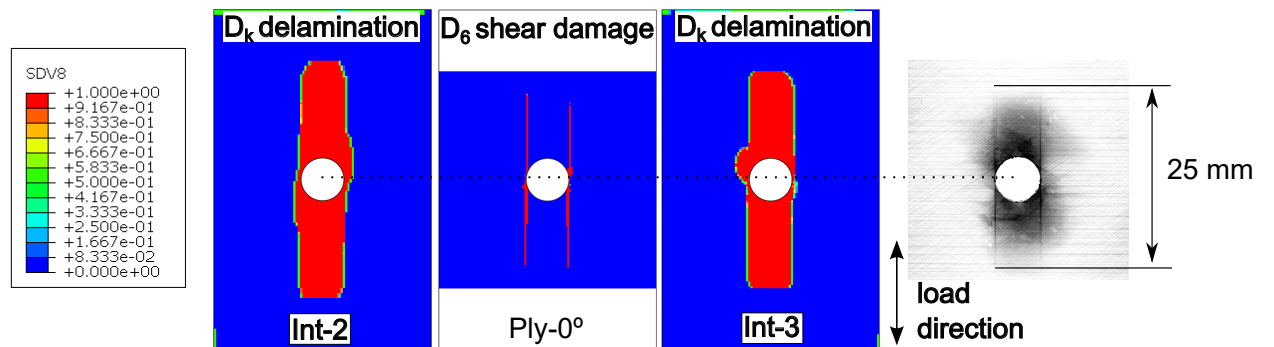 SDV8
+1.000e+00
+9.167e-01
+8.333e-01
+7.500e-01
+6.667e-01
+5.833e-01
+5.000e-01
+4.167e-01
+3.333e-01
+2.500e-01
+1.667e-01
+8.333e-02
+0.000e+00
Dk delamination
Int-2
D6 shear damage
Ply-0º
Dk delamination
Int-3
load
direction
25 mm